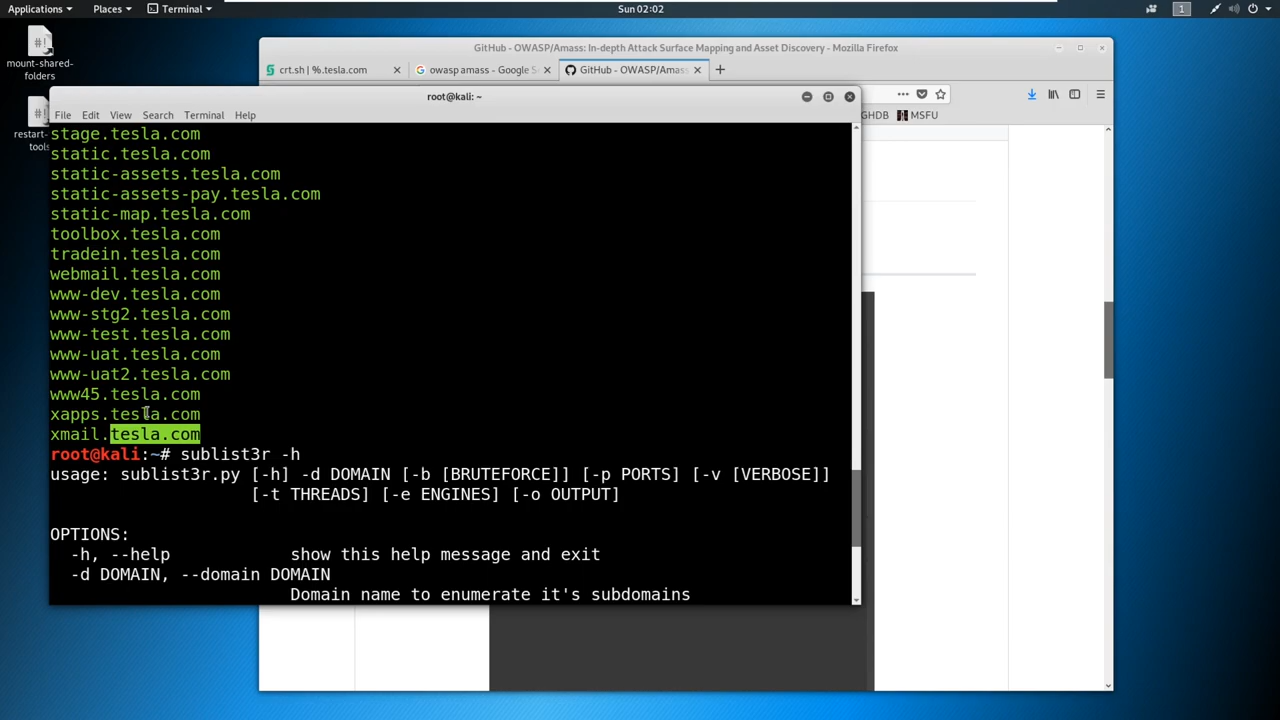 Applications
Places
Terminal
Sun 02:02
1
mount-shared-
folders
restart-
tools
GitHub - OWASP/Amass: In-depth Attack Surface Mapping and Asset Discovery - Mozilla Firefox
crt.sh | %.tesla.com
owasp amass - Google S
GitHub - OWASP/Amass:
GHDB
MSFU
root@kali: ~
File Edit View Search Terminal Help
stage.tesla.com
static.tesla.com
static-assets.tesla.com
static-assets-pay.tesla.com
static-map.tesla.com
toolbox.tesla.com
tradein.tesla.com
webmail.tesla.com
www-dev.tesla.com
www-stg2.tesla.com
www-test.tesla.com
www-uat.tesla.com
www-uat2.tesla.com
www45.tesla.com
xapps.tesla.com
xmail.tesla.com
root@kali:~# sublist3r -h
usage: sublist3r.py [-h] -d DOMAIN [-b [BRUTEFORCE]] [-p PORTS] [-v [VERBOSE]]
[-t THREADS] [-e ENGINES] [-o OUTPUT]
OPTIONS:
-h, --help show this help message and exit
-d DOMAIN, --domain DOMAIN
Domain name to enumerate it's subdomains